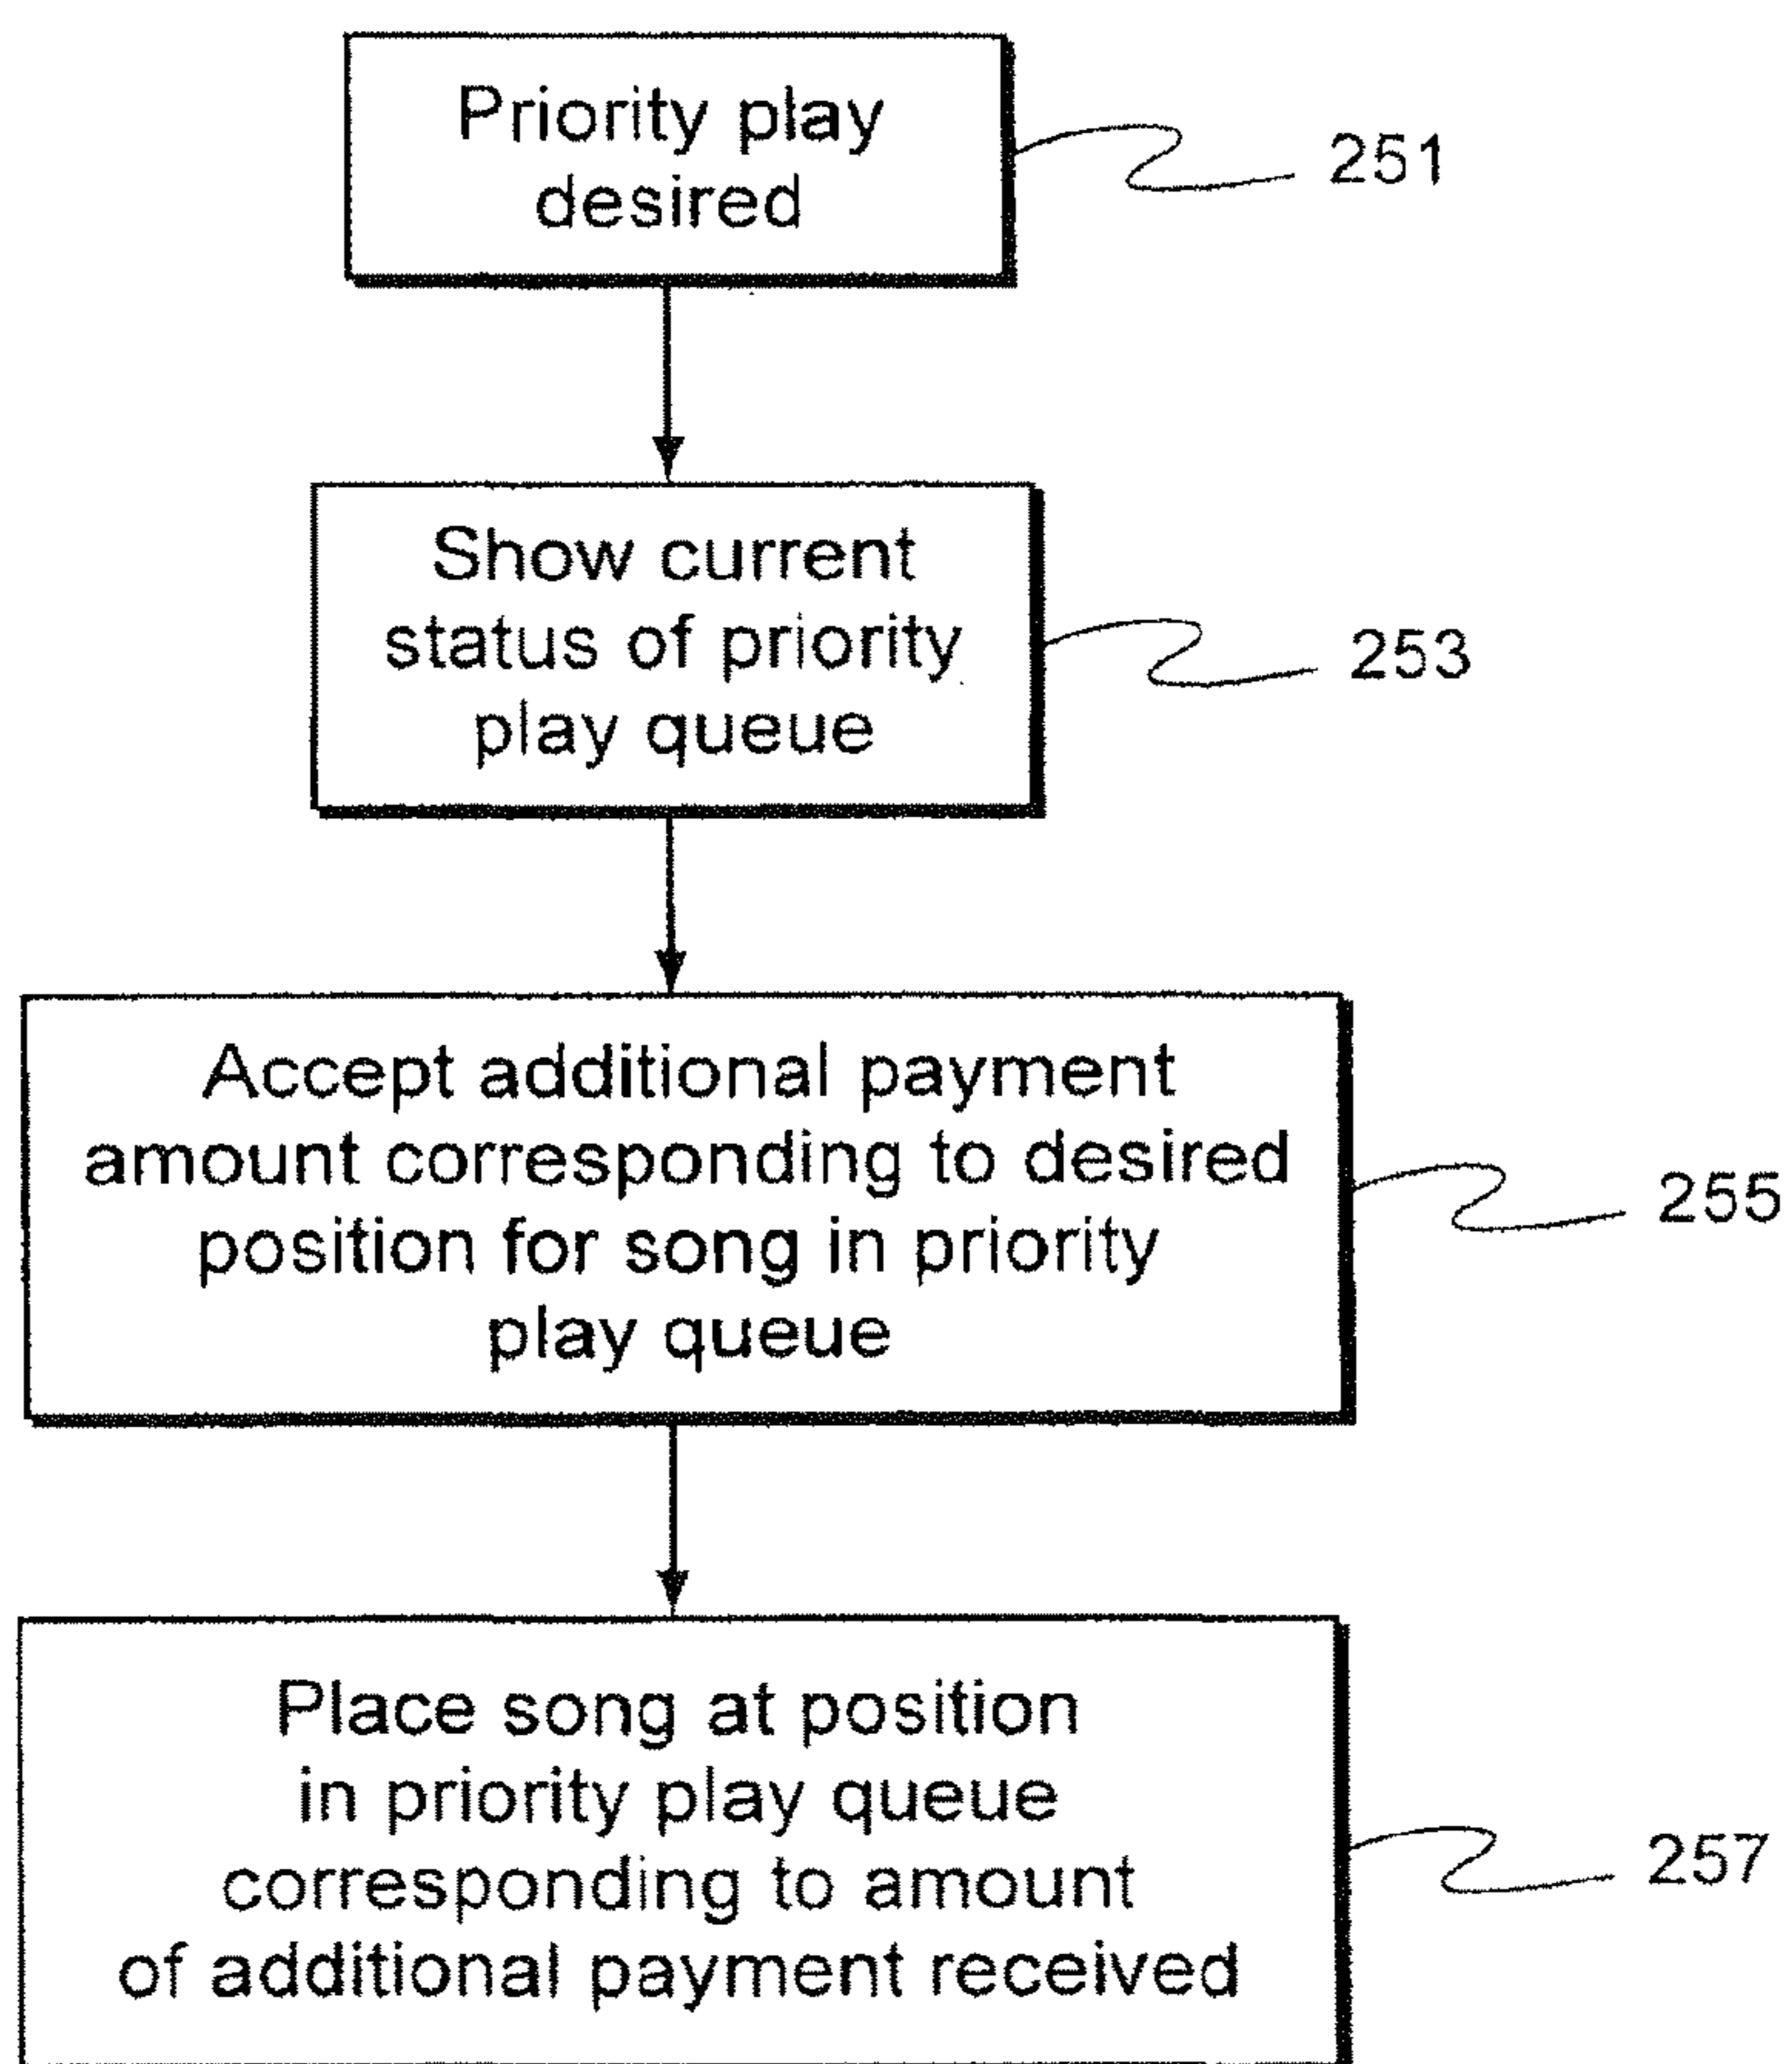 Priority play
desired
251
Show current
status of priority
play queue
253
Accept additional payment
amount corresponding to desired
position for song in priority
play queue
255
Place song at position
in priority play queue
corresponding to amount
of additional payment received
257